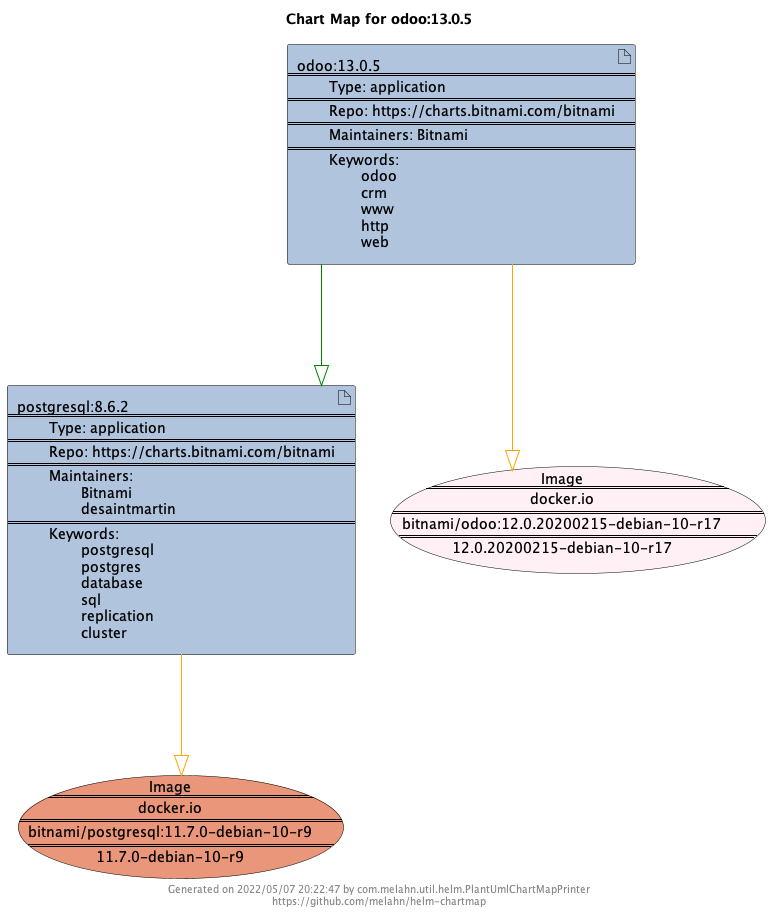 Chart Map for odoo:13.0.5
odoo:13.0.5
Type: application
Repo: https://charts.bitnami.com/bitnami
Maintainers: Bitnami
Keywords:
odoo
crm
www
http
web
postgresql:8.6.2
Type: application
Repo: https://charts.bitnami.com/bitnami
Maintainers:
Bitnami
desaintmartin
Keywords:
postgresql
postgres
database
sql
replication
cluster
Image
docker.io
bitnami/odoo:12.0.20200215-debian-10-r17
12.0.20200215-debian-10-r17
Image
docker.io
bitnami/postgresql:11.7.0-debian-10-r9
11.7.0-debian-10-r9
Generated on 2022/05/07 20:22:47 by com.melahn.util.helm.PlantUmlChartMapPrinter
https://github.com/melahn/helm-chartmap